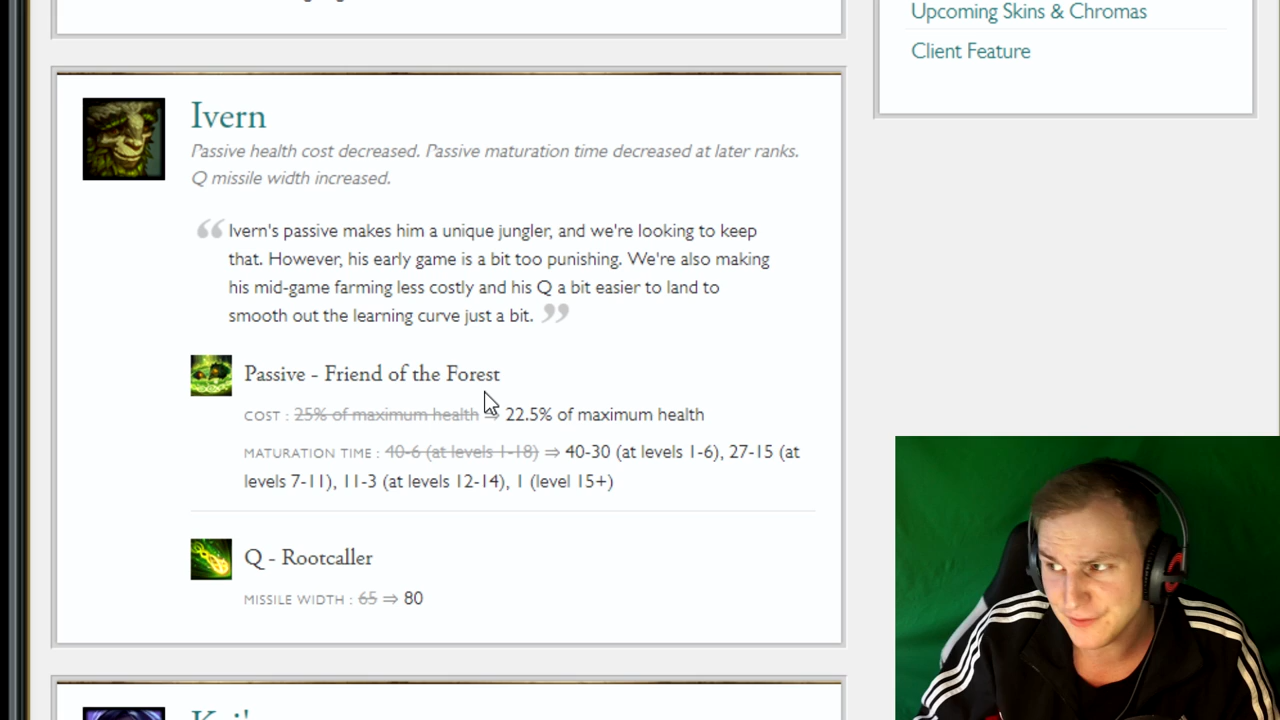 Upcoming Skins & Chromas
Client Feature
Ivern
Passive health cost decreased. Passive maturation time decreased at later ranks.
Q missile width increased.
“ Ivern's passive makes him a unique jungler, and we're looking to keep
that. However, his early game is a bit too punishing. We're also making
his mid-game farming less costly and his Q a bit easier to land to
smooth out the learning curve just a bit. ”
Passive - Friend of the Forest
COST : 25% of maximum health ⇒ 22.5% of maximum health
MATURATION TIME : 40-6 (at levels 1-18) ⇒ 40-30 (at levels 1-6), 27-15 (at
levels 7-11), 11-3 (at levels 12-14), 1 (level 15+)
Q - Rootcaller
MISSILE WIDTH : 65 ⇒ 80